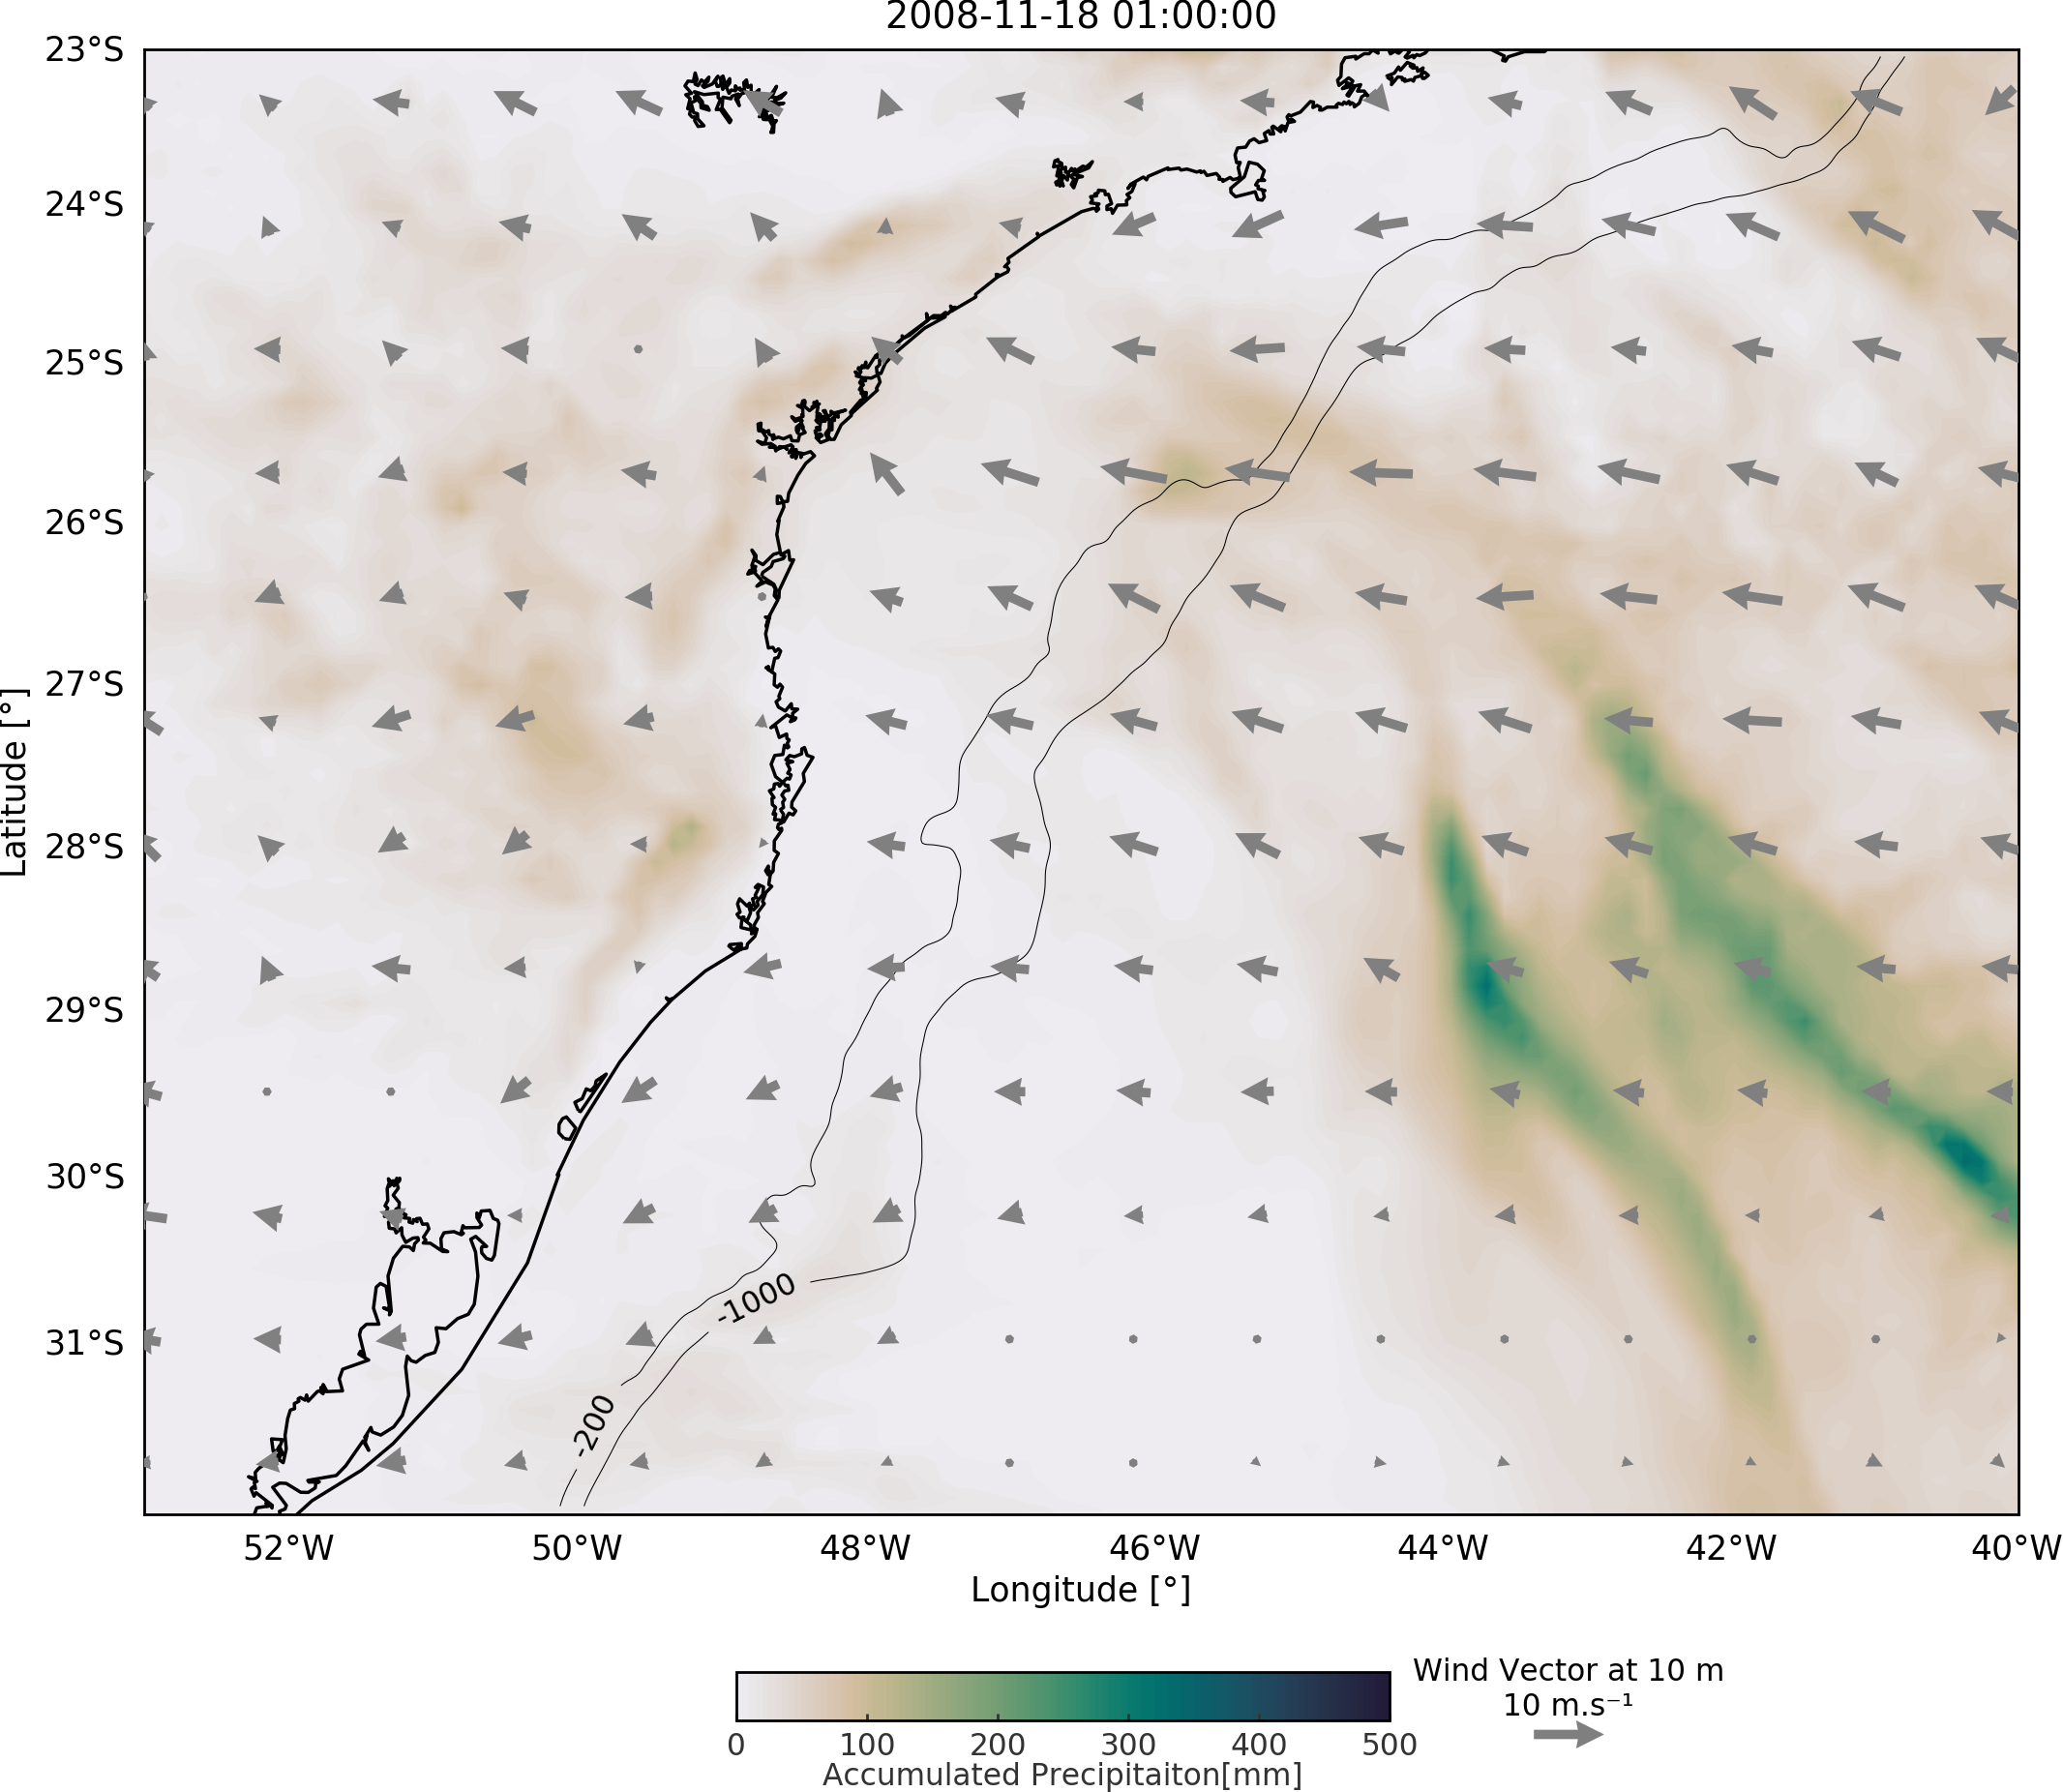 2008-11-18 01:00:00
23°S
24°S
25°S
26°S
27°S
28°S
29°S
30°S
31°S
Latitude [°]
-1000
-200
52°W 50°W 48°W 46°W 44°W 42°W 40°W
Longitude [°]
Wind Vector at 10 m
10 m.s⁻¹
0 100 200 300 400 500
Accumulated Precipitaiton[mm]